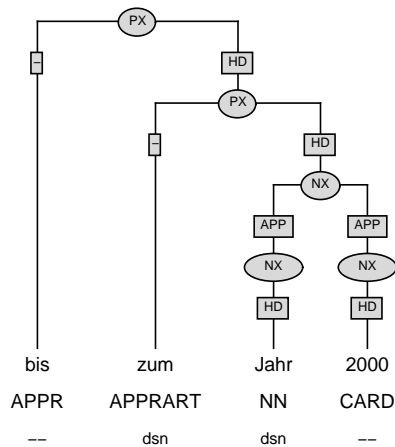 PX
– HD
PX
– HD
NX
APP APP
NX NX
HD HD
bis zum Jahr 2000
APPR APPRART NN CARD
–– dsn dsn ––